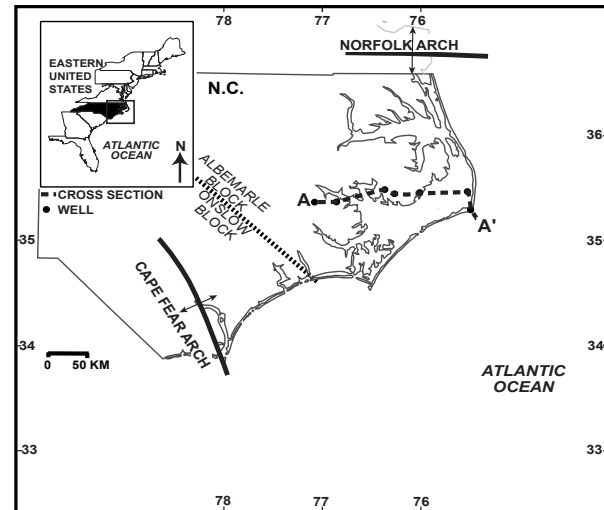 78
77
76
EASTERN
UNITED
STATES
ATLANTIC
OCEAN
N
CROSS SECTION
WELL
N.C.
NORFOLK ARCH
36
36
ALBEMARLE
BLOCK
ONSLOW
BLOCK
A
A'
35
35
CAPE FEAR ARCH
34
34
0 50 KM
ATLANTIC
OCEAN
33
33
78
77
76